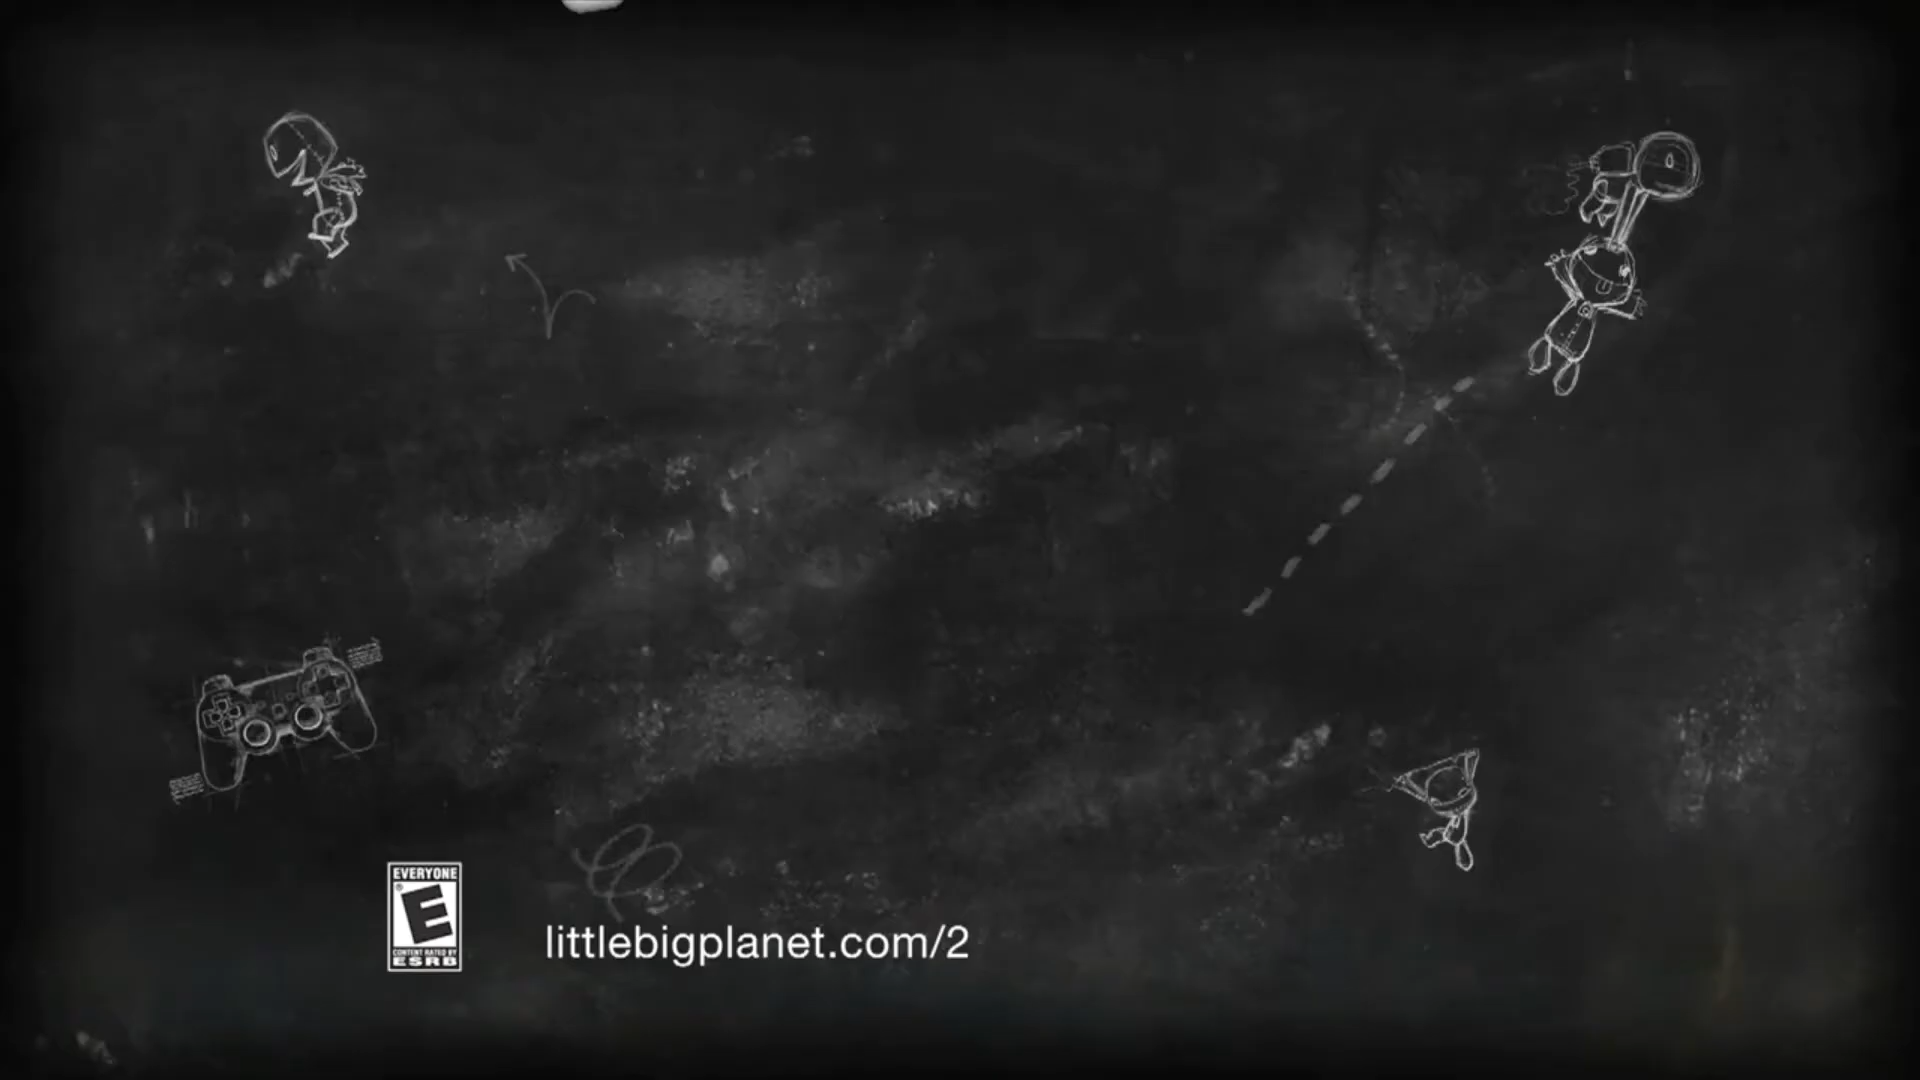 EVERYONE
E
CONTENT RATED BY
ESRB
littlebigplanet.com/2